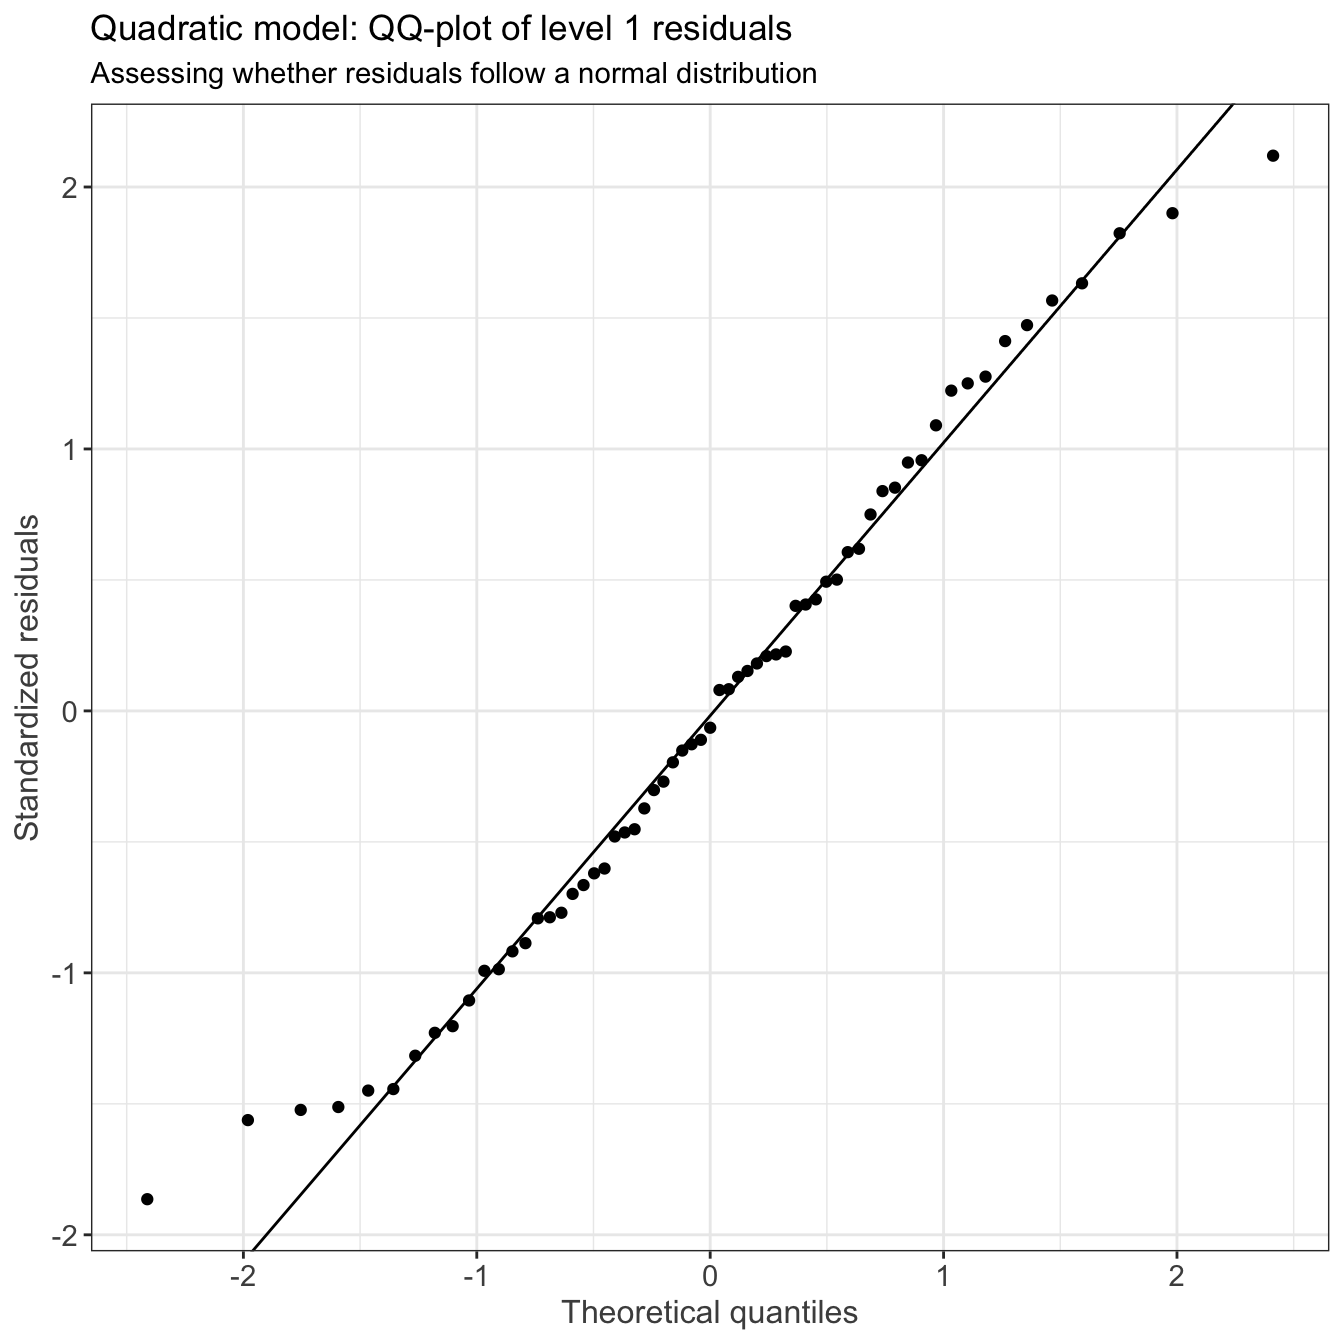 Quadratic model: QQ-plot of level 1 residuals
Assessing whether residuals follow a normal distribution
2
1
0
-1
-2
Standardized residuals
-2
-1
0
1
2
Theoretical quantiles